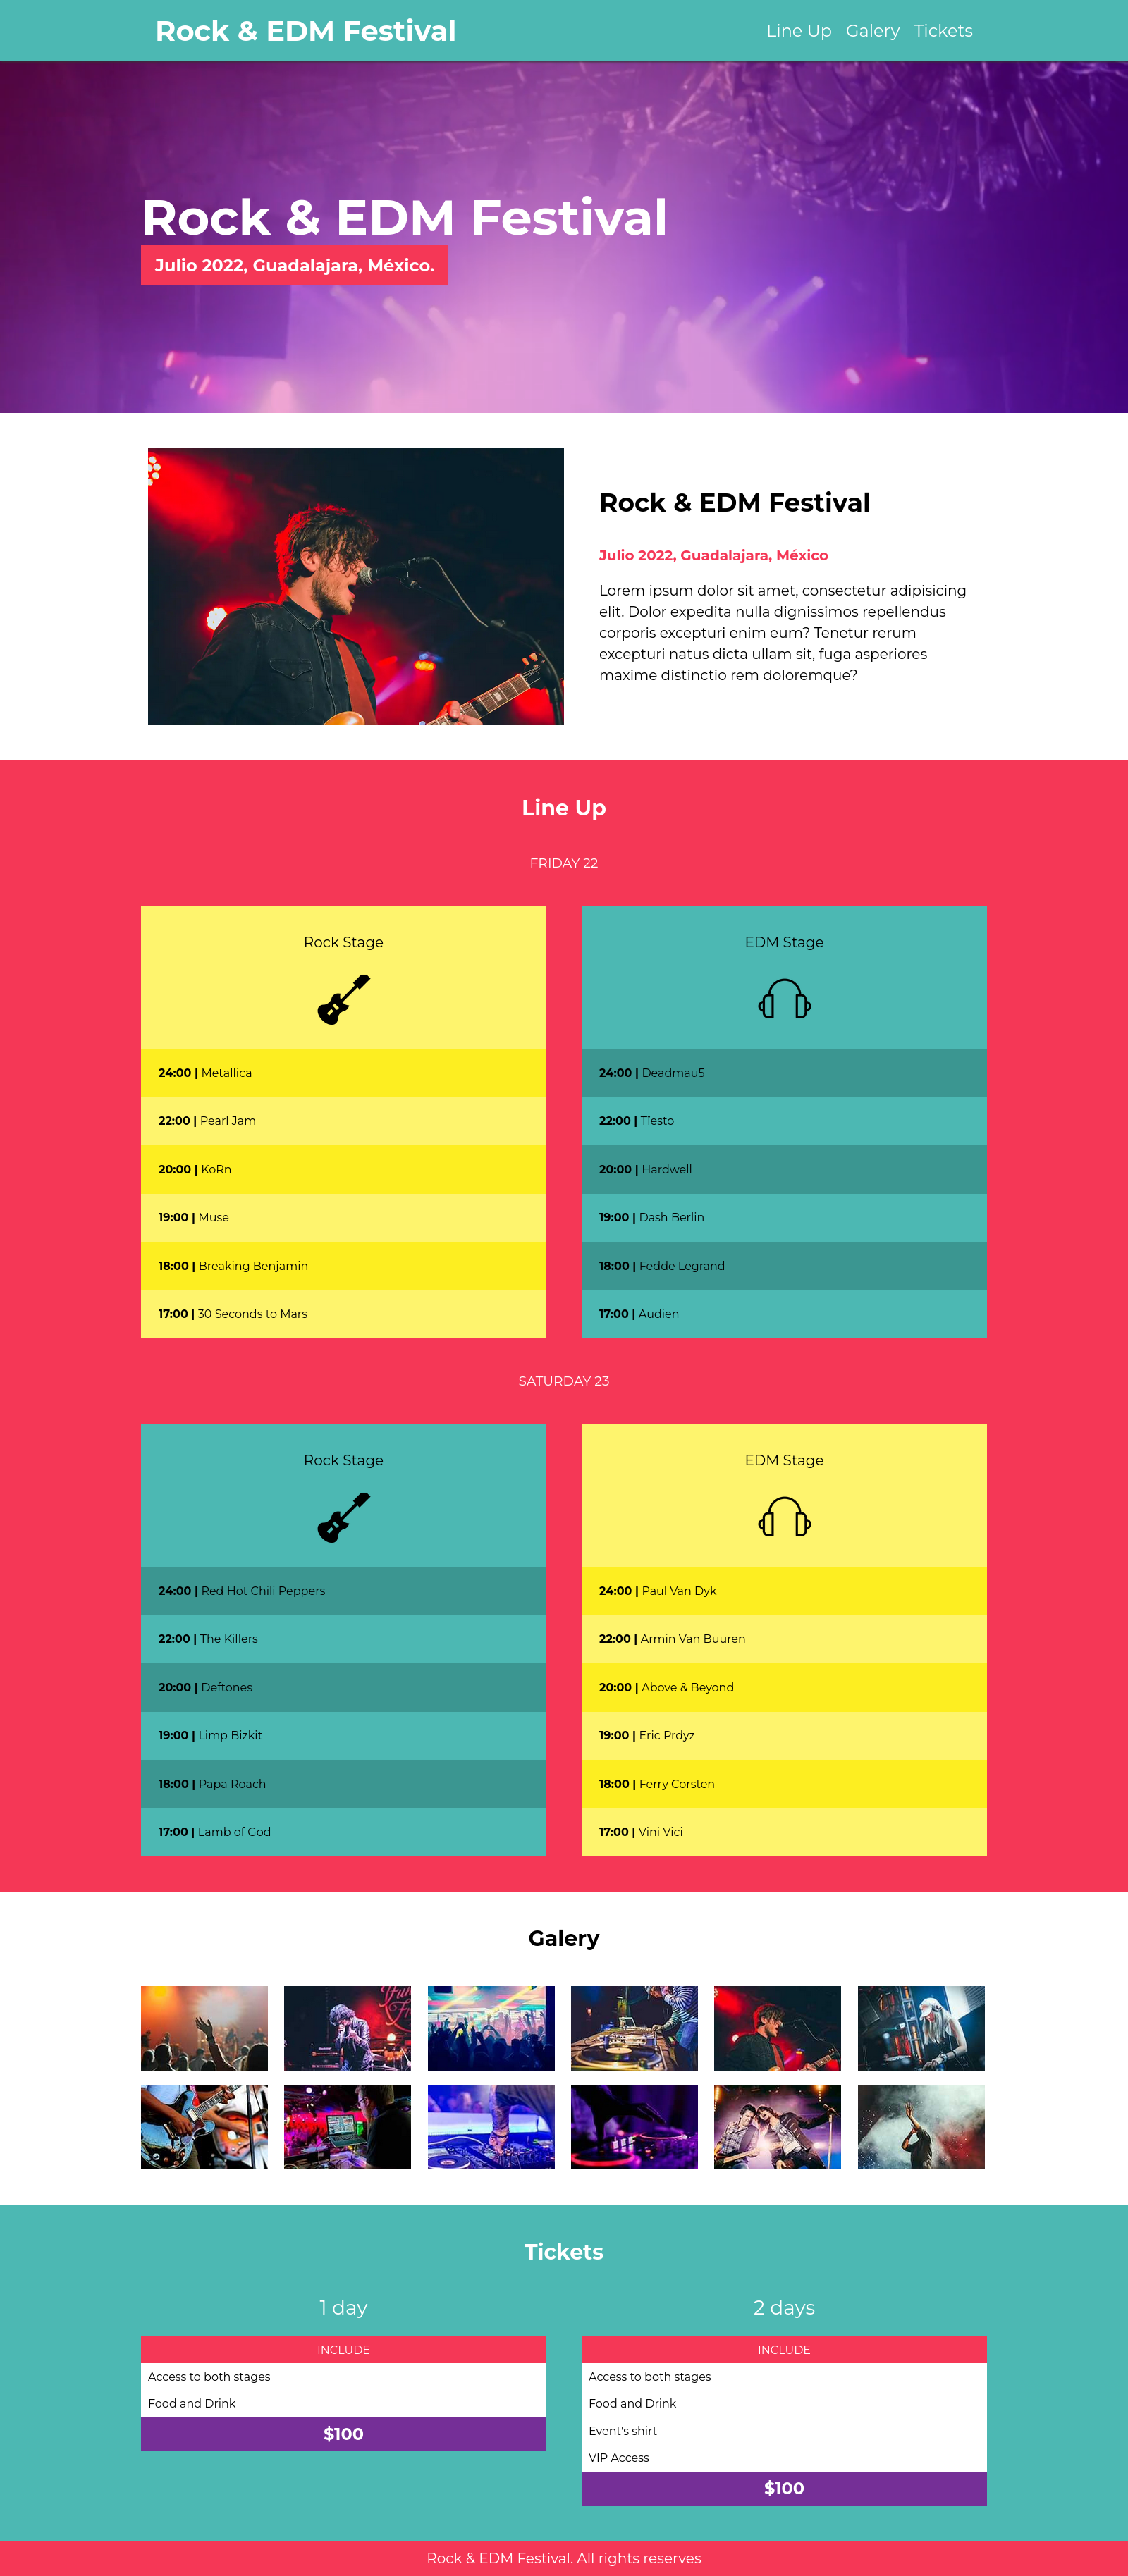 Rock & EDM Festival
Line Up Galery Tickets
Rock & EDM Festival
Julio 2022, Guadalajara, México.
Rock & EDM Festival
Julio 2022, Guadalajara, México
Lorem ipsum dolor sit amet, consectetur adipisicing
elit. Dolor expedita nulla dignissimos repellendus
corporis excepturi enim eum? Tenetur rerum
excepturi natus dicta ullam sit, fuga asperiores
maxime distinctio rem doloremque?
Line Up
FRIDAY 22
Rock Stage
24:00 | Metallica
22:00 | Pearl Jam
20:00 | KoRn
19:00 | Muse
18:00 | Breaking Benjamin
17:00 | 30 Seconds to Mars
EDM Stage
24:00 | Deadmau5
22:00 | Tiesto
20:00 | Hardwell
19:00 | Dash Berlin
18:00 | Fedde Legrand
17:00 | Audien
SATURDAY 23
Rock Stage
24:00 | Red Hot Chili Peppers
22:00 | The Killers
20:00 | Deftones
19:00 | Limp Bizkit
18:00 | Papa Roach
17:00 | Lamb of God
EDM Stage
24:00 | Paul Van Dyk
22:00 | Armin Van Buuren
20:00 | Above & Beyond
19:00 | Eric Prdyz
18:00 | Ferry Corsten
17:00 | Vini Vici
Galery
Tickets
1 day
INCLUDE
Access to both stages
Food and Drink
$100
2 days
INCLUDE
Access to both stages
Food and Drink
Event's shirt
VIP Access
$100
Rock & EDM Festival. All rights reserves